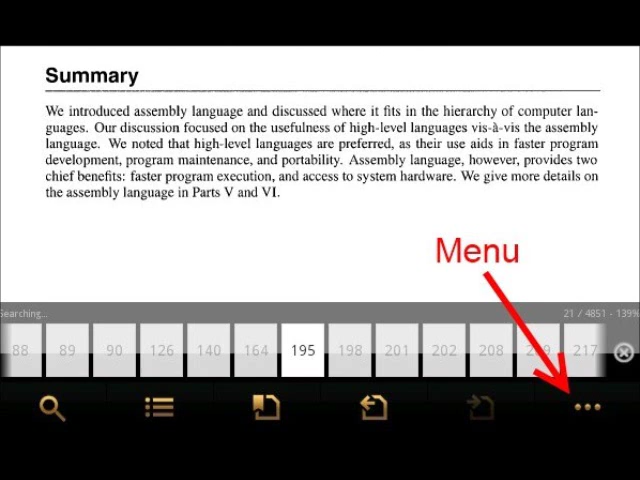 Summary
We introduced assembly language and discussed where it fits in the hierarchy of computer lan-
guages. Our discussion focused on the usefulness of high-level languages vis-à-vis the assembly
language. We noted that high-level languages are preferred, as their use aids in faster program
development, program maintenance, and portability. Assembly language, however, provides two
chief benefits: faster program execution, and access to system hardware. We give more details on
the assembly language in Parts V and VI.
Menu
Searching... 21 / 4851 - 139%
88 89 90 126 140 164 195 198 201 202 208 217